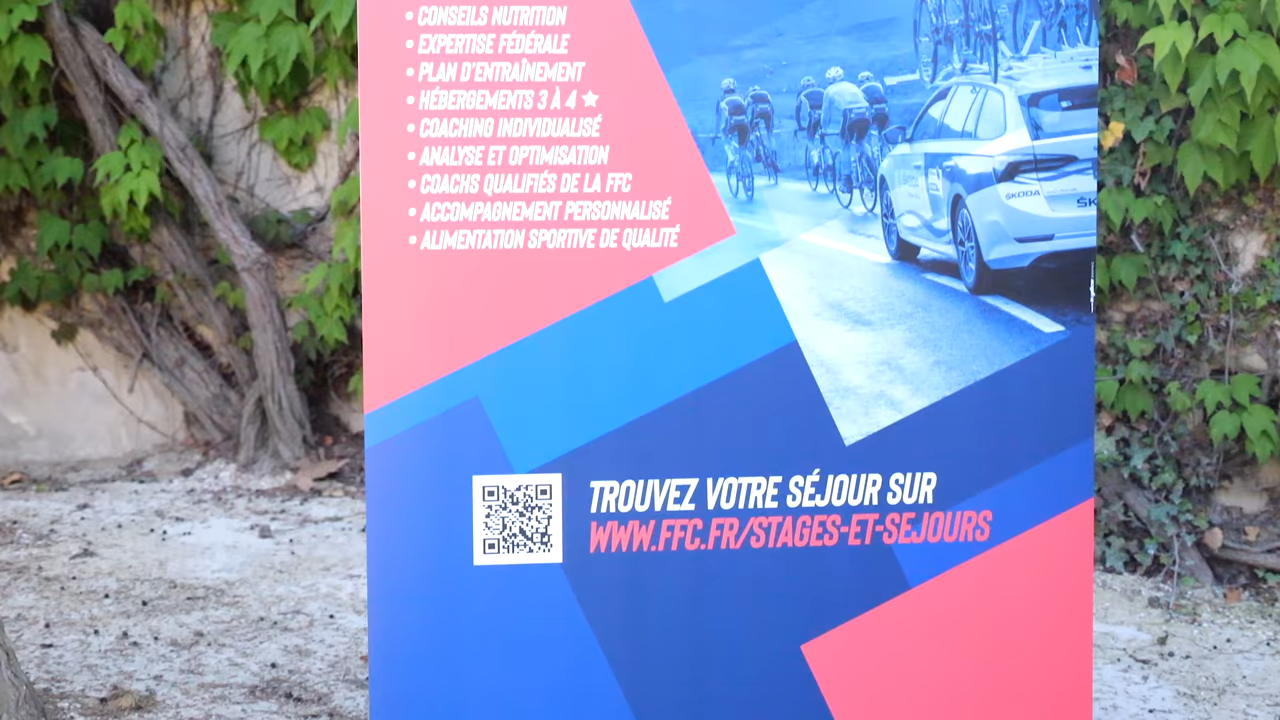 • CONSEILS NUTRITION
• EXPERTISE FÉDÉRALE
• PLAN D'ENTRAÎNEMENT
• HÉBERGEMENTS 3 À 4 ★
• COACHING INDIVIDUALISÉ
• ANALYSE ET OPTIMISATION
• COACHS QUALIFIÉS DE LA FFC
• ACCOMPAGNEMENT PERSONNALISÉ
• ALIMENTATION SPORTIVE DE QUALITÉ
ŠKODA
ŠK
TROUVEZ VOTRE SÉJOUR SUR
WWW.FFC.FR/STAGES-ET-SEJOURS